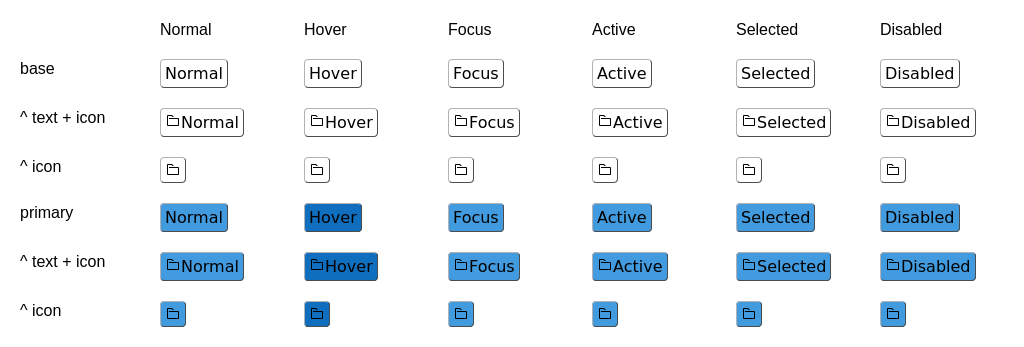 Normal Hover Focus Active Selected Disabled
base Normal Hover Focus Active Selected Disabled
^ text + icon Normal Hover Focus Active Selected Disabled
^ icon
primary Normal Hover Focus Active Selected Disabled
^ text + icon Normal Hover Focus Active Selected Disabled
^ icon